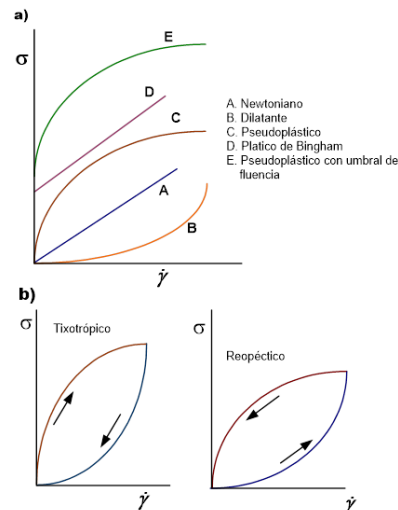 a)
σ
E
D
C
A
B
γ̇
A. Newtoniano
B. Dilatante
C. Pseudoplástico
D. Platico de Bingham
E. Pseudoplástico con umbral de
fluencia
b)
σ
Tixotrópico
γ̇
σ
Reopéctico
γ̇